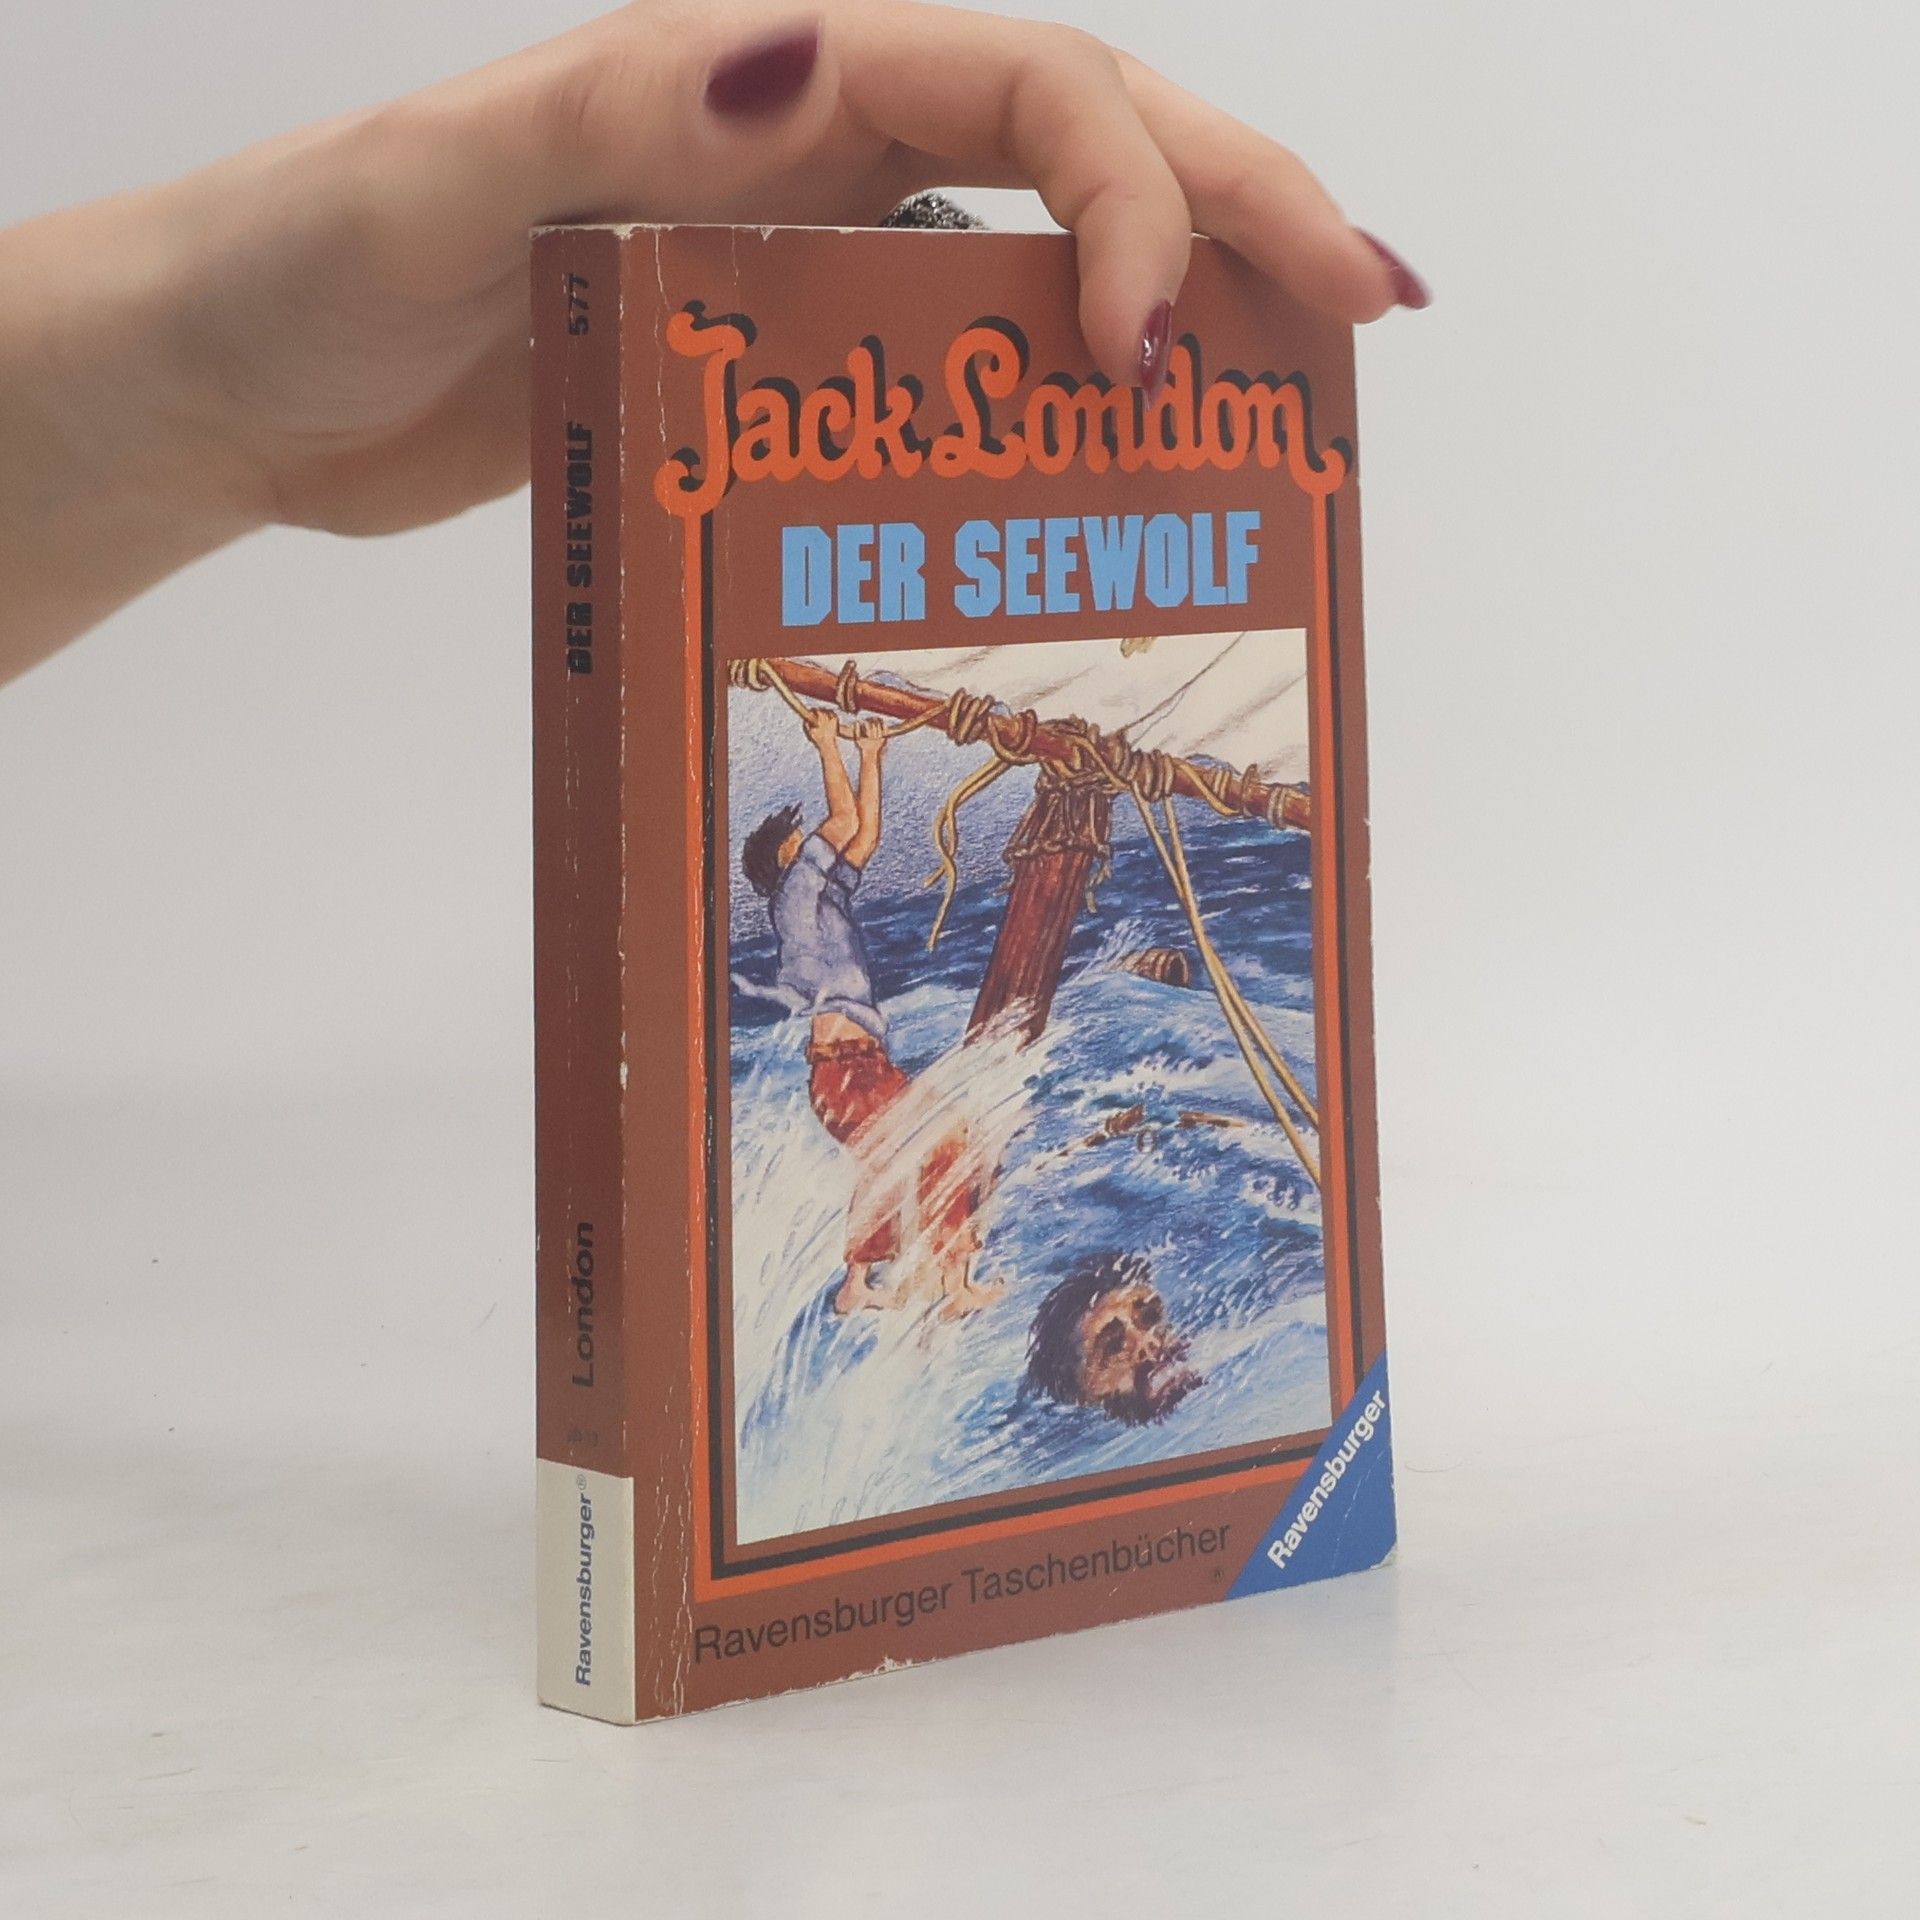 Jack London
DER SEEWOLF
Ravensburger Taschenbücher
®
Ravensburger
577
DER SEEWOLF
London
Ravensburger®